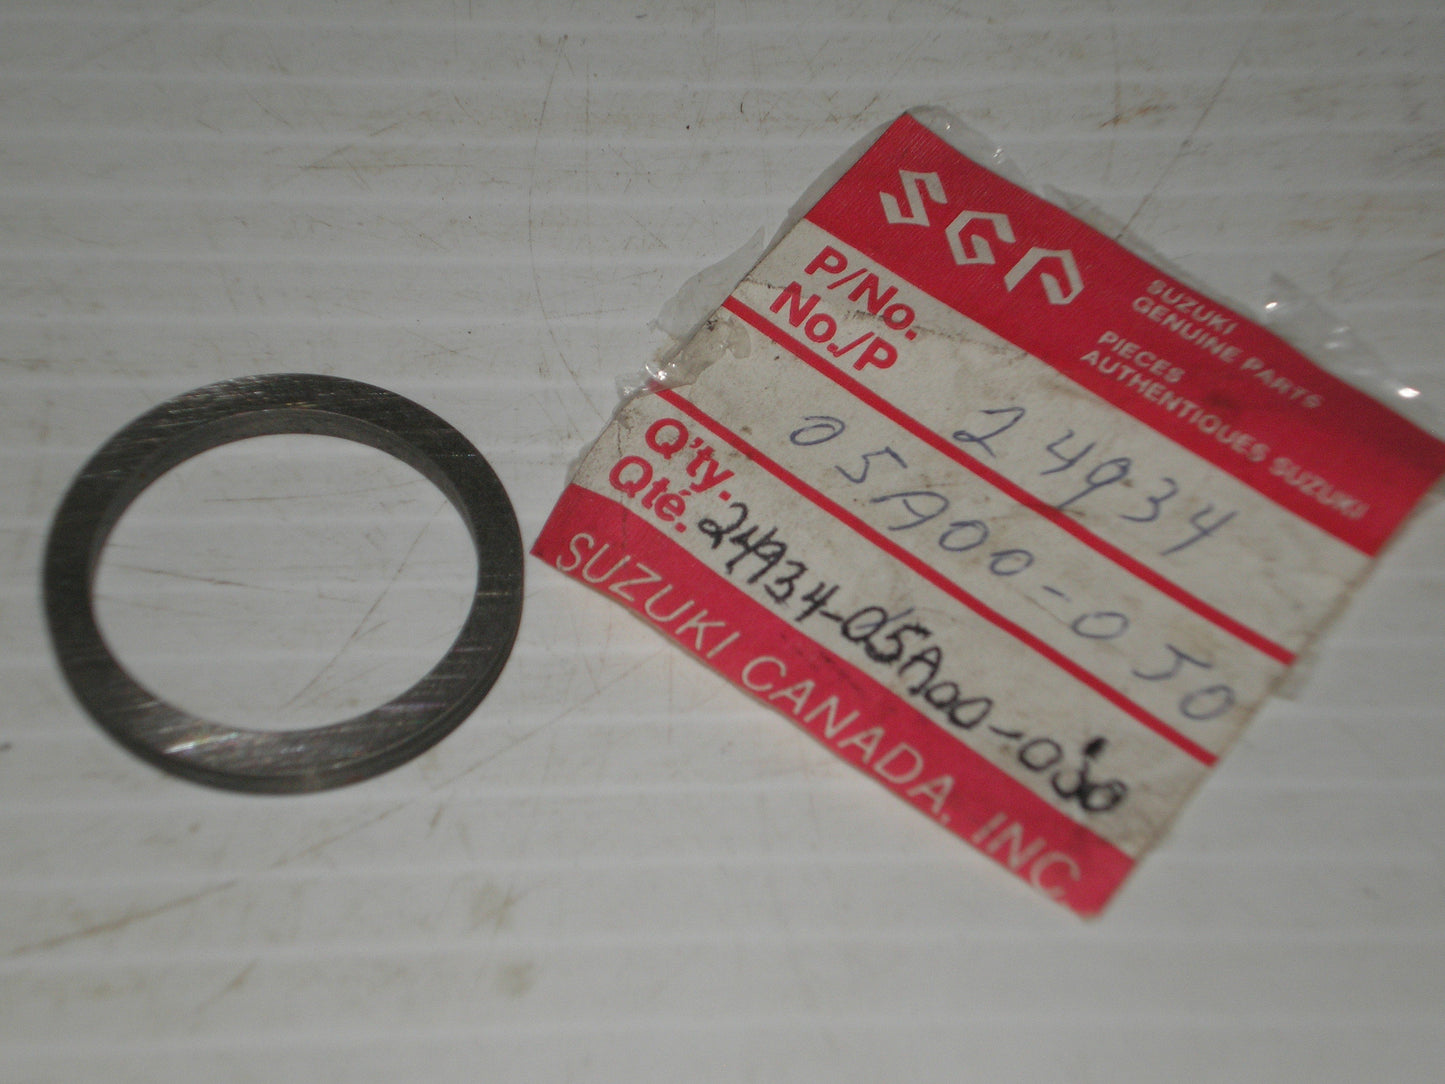 SGP
SUZUKI
GENUINE PARTS
PIECES
AUTHENTIQUES SUZUKI
P/No.
No./P
24934
05A00-050
Q'ty.
Qté.
24934-05A00-030
SUZUKI CANADA, INC.